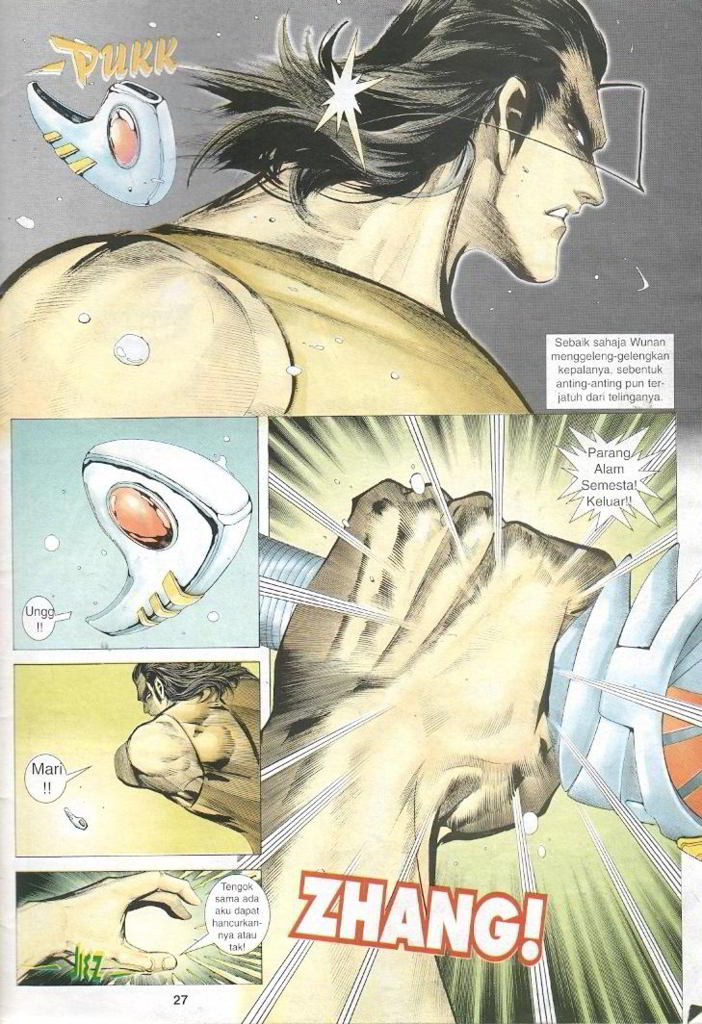 PUKK
Sebaik sahaja Wunan
menggeleng-gelengkan
kepalanya, sebentuk
anting-anting pun ter-
jatuh dari telinganya.
Ungg
!!
Parang
Alam
Semesta!
Keluar!!
Mari
!!
Tengok
sama ada
aku dapat
hancurkan-
nya atau
tak!
ZHANG!
27